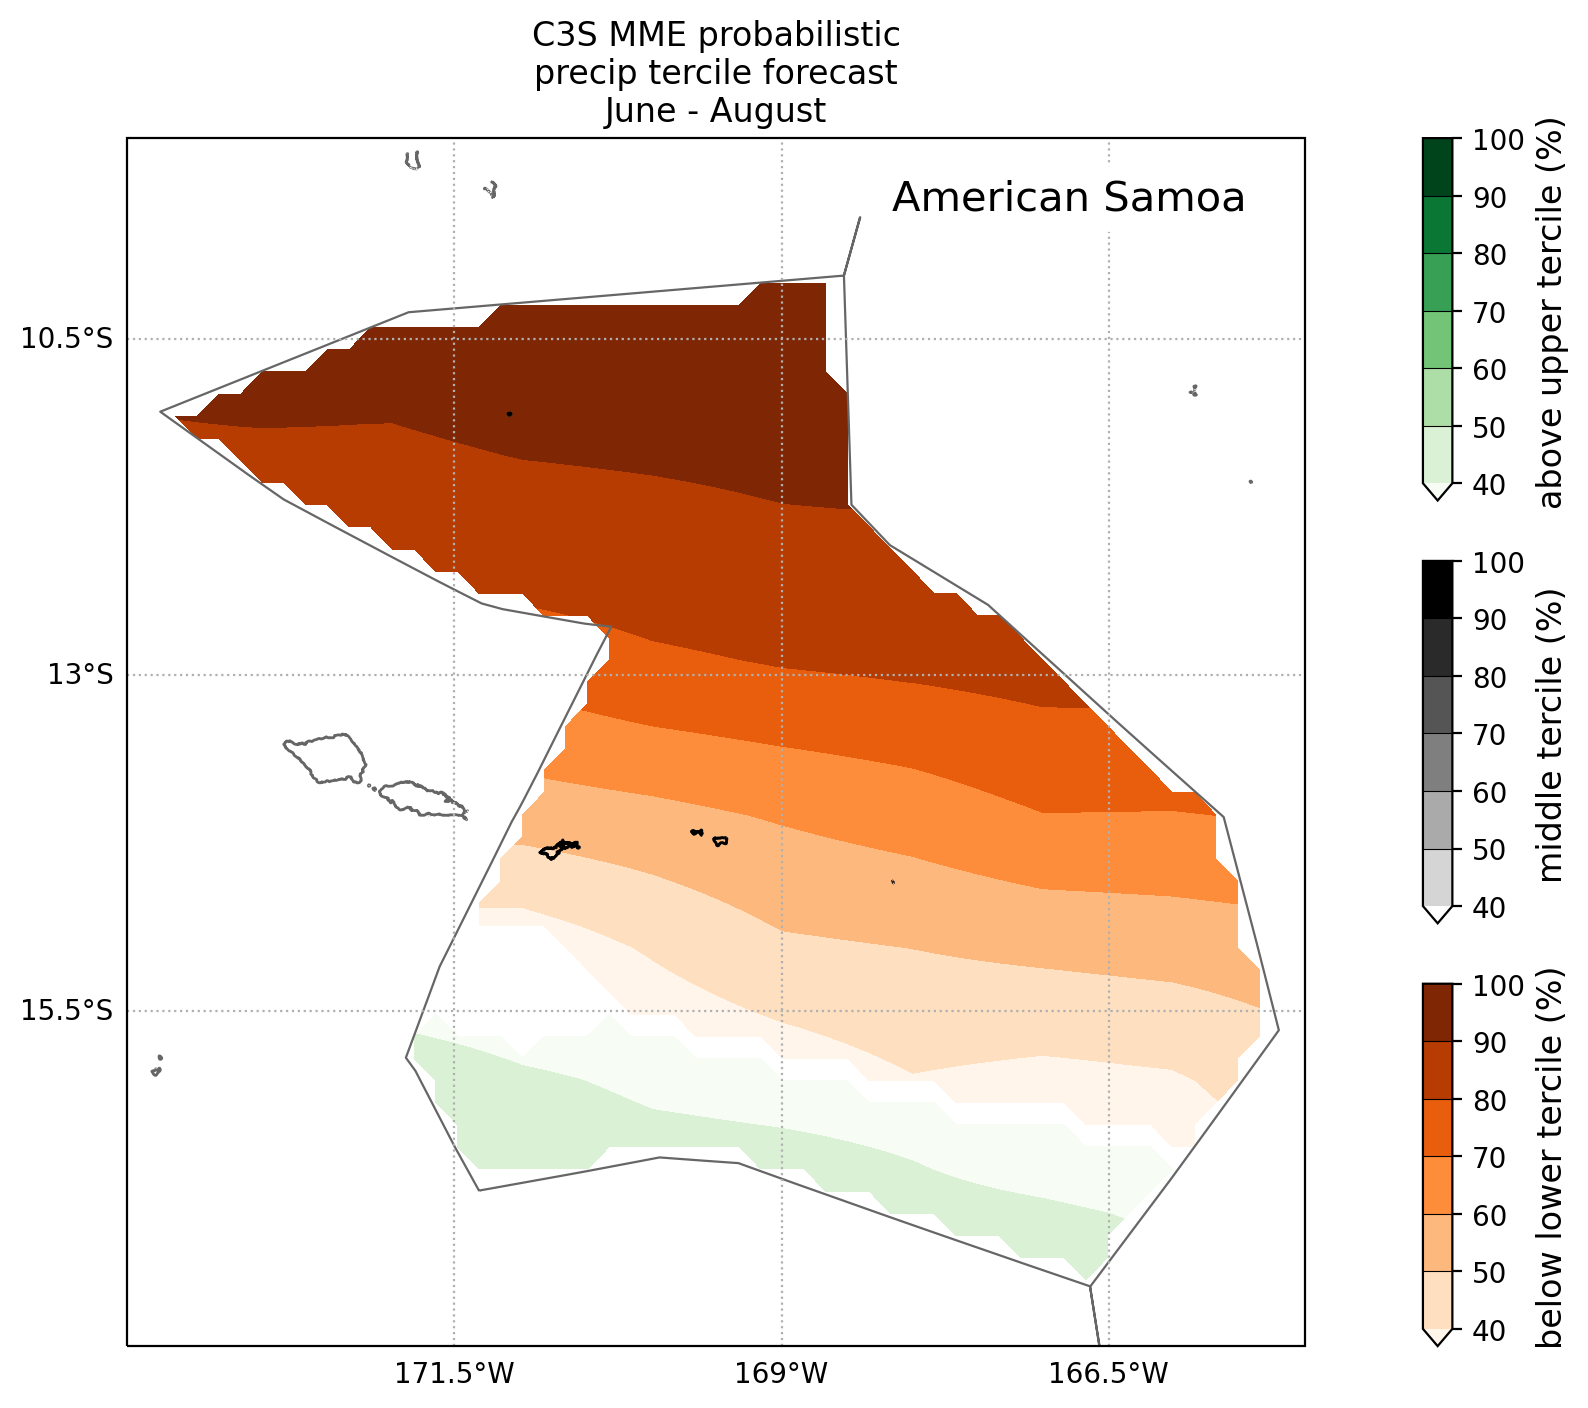 C3S MME probabilistic
precip tercile forecast
June - August
American Samoa
10.5°S
13°S
15.5°S
171.5°W
169°W
166.5°W
100
90
80
70
60
50
40
above upper tercile (%)
100
90
80
70
60
50
40
middle tercile (%)
100
90
80
70
60
50
40
below lower tercile (%)